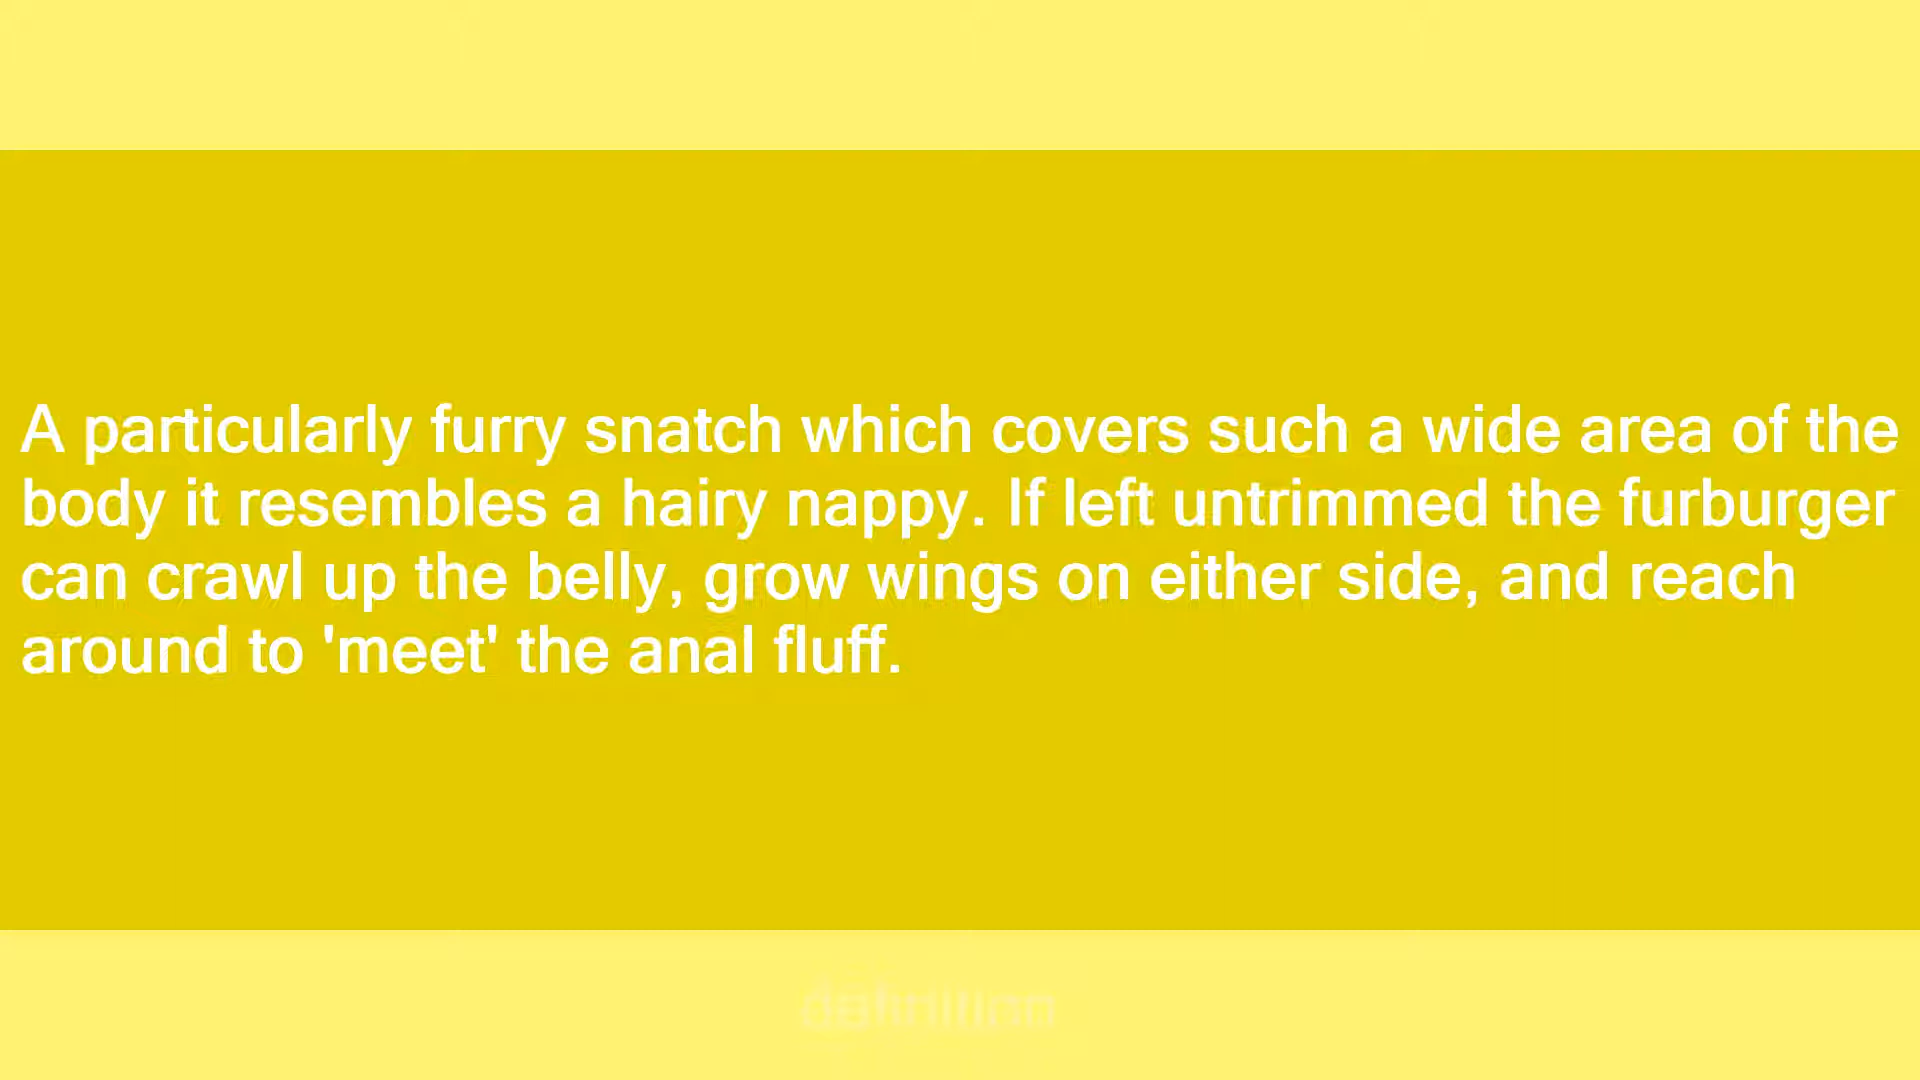 A particularly furry snatch which covers such a wide area of the
body it resembles a hairy nappy. If left untrimmed the furburger
can crawl up the belly, grow wings on either side, and reach
around to 'meet' the anal fluff.
definition